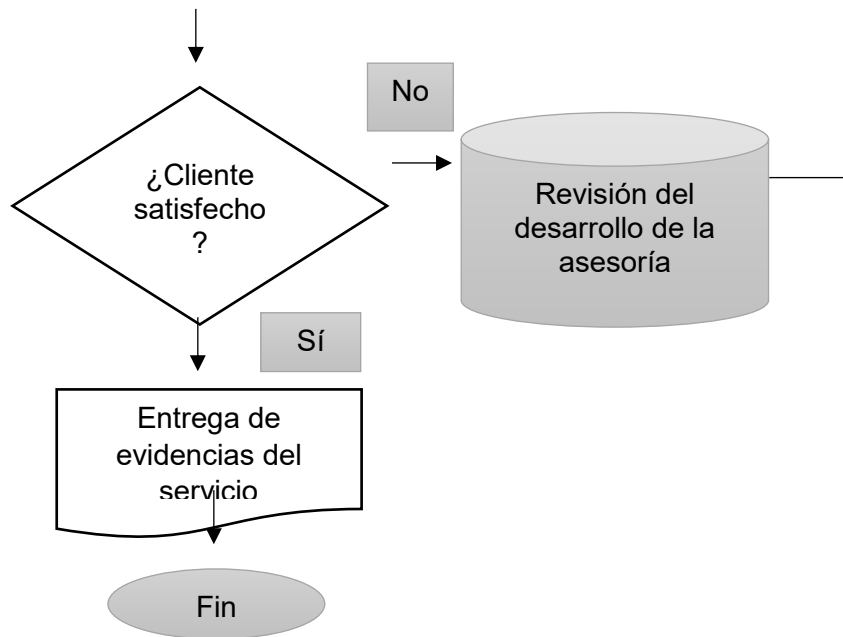 No
¿Cliente
satisfecho
?
Revisión del
desarrollo de la
asesoría
Sí
Entrega de
evidencias del
servicio
Fin